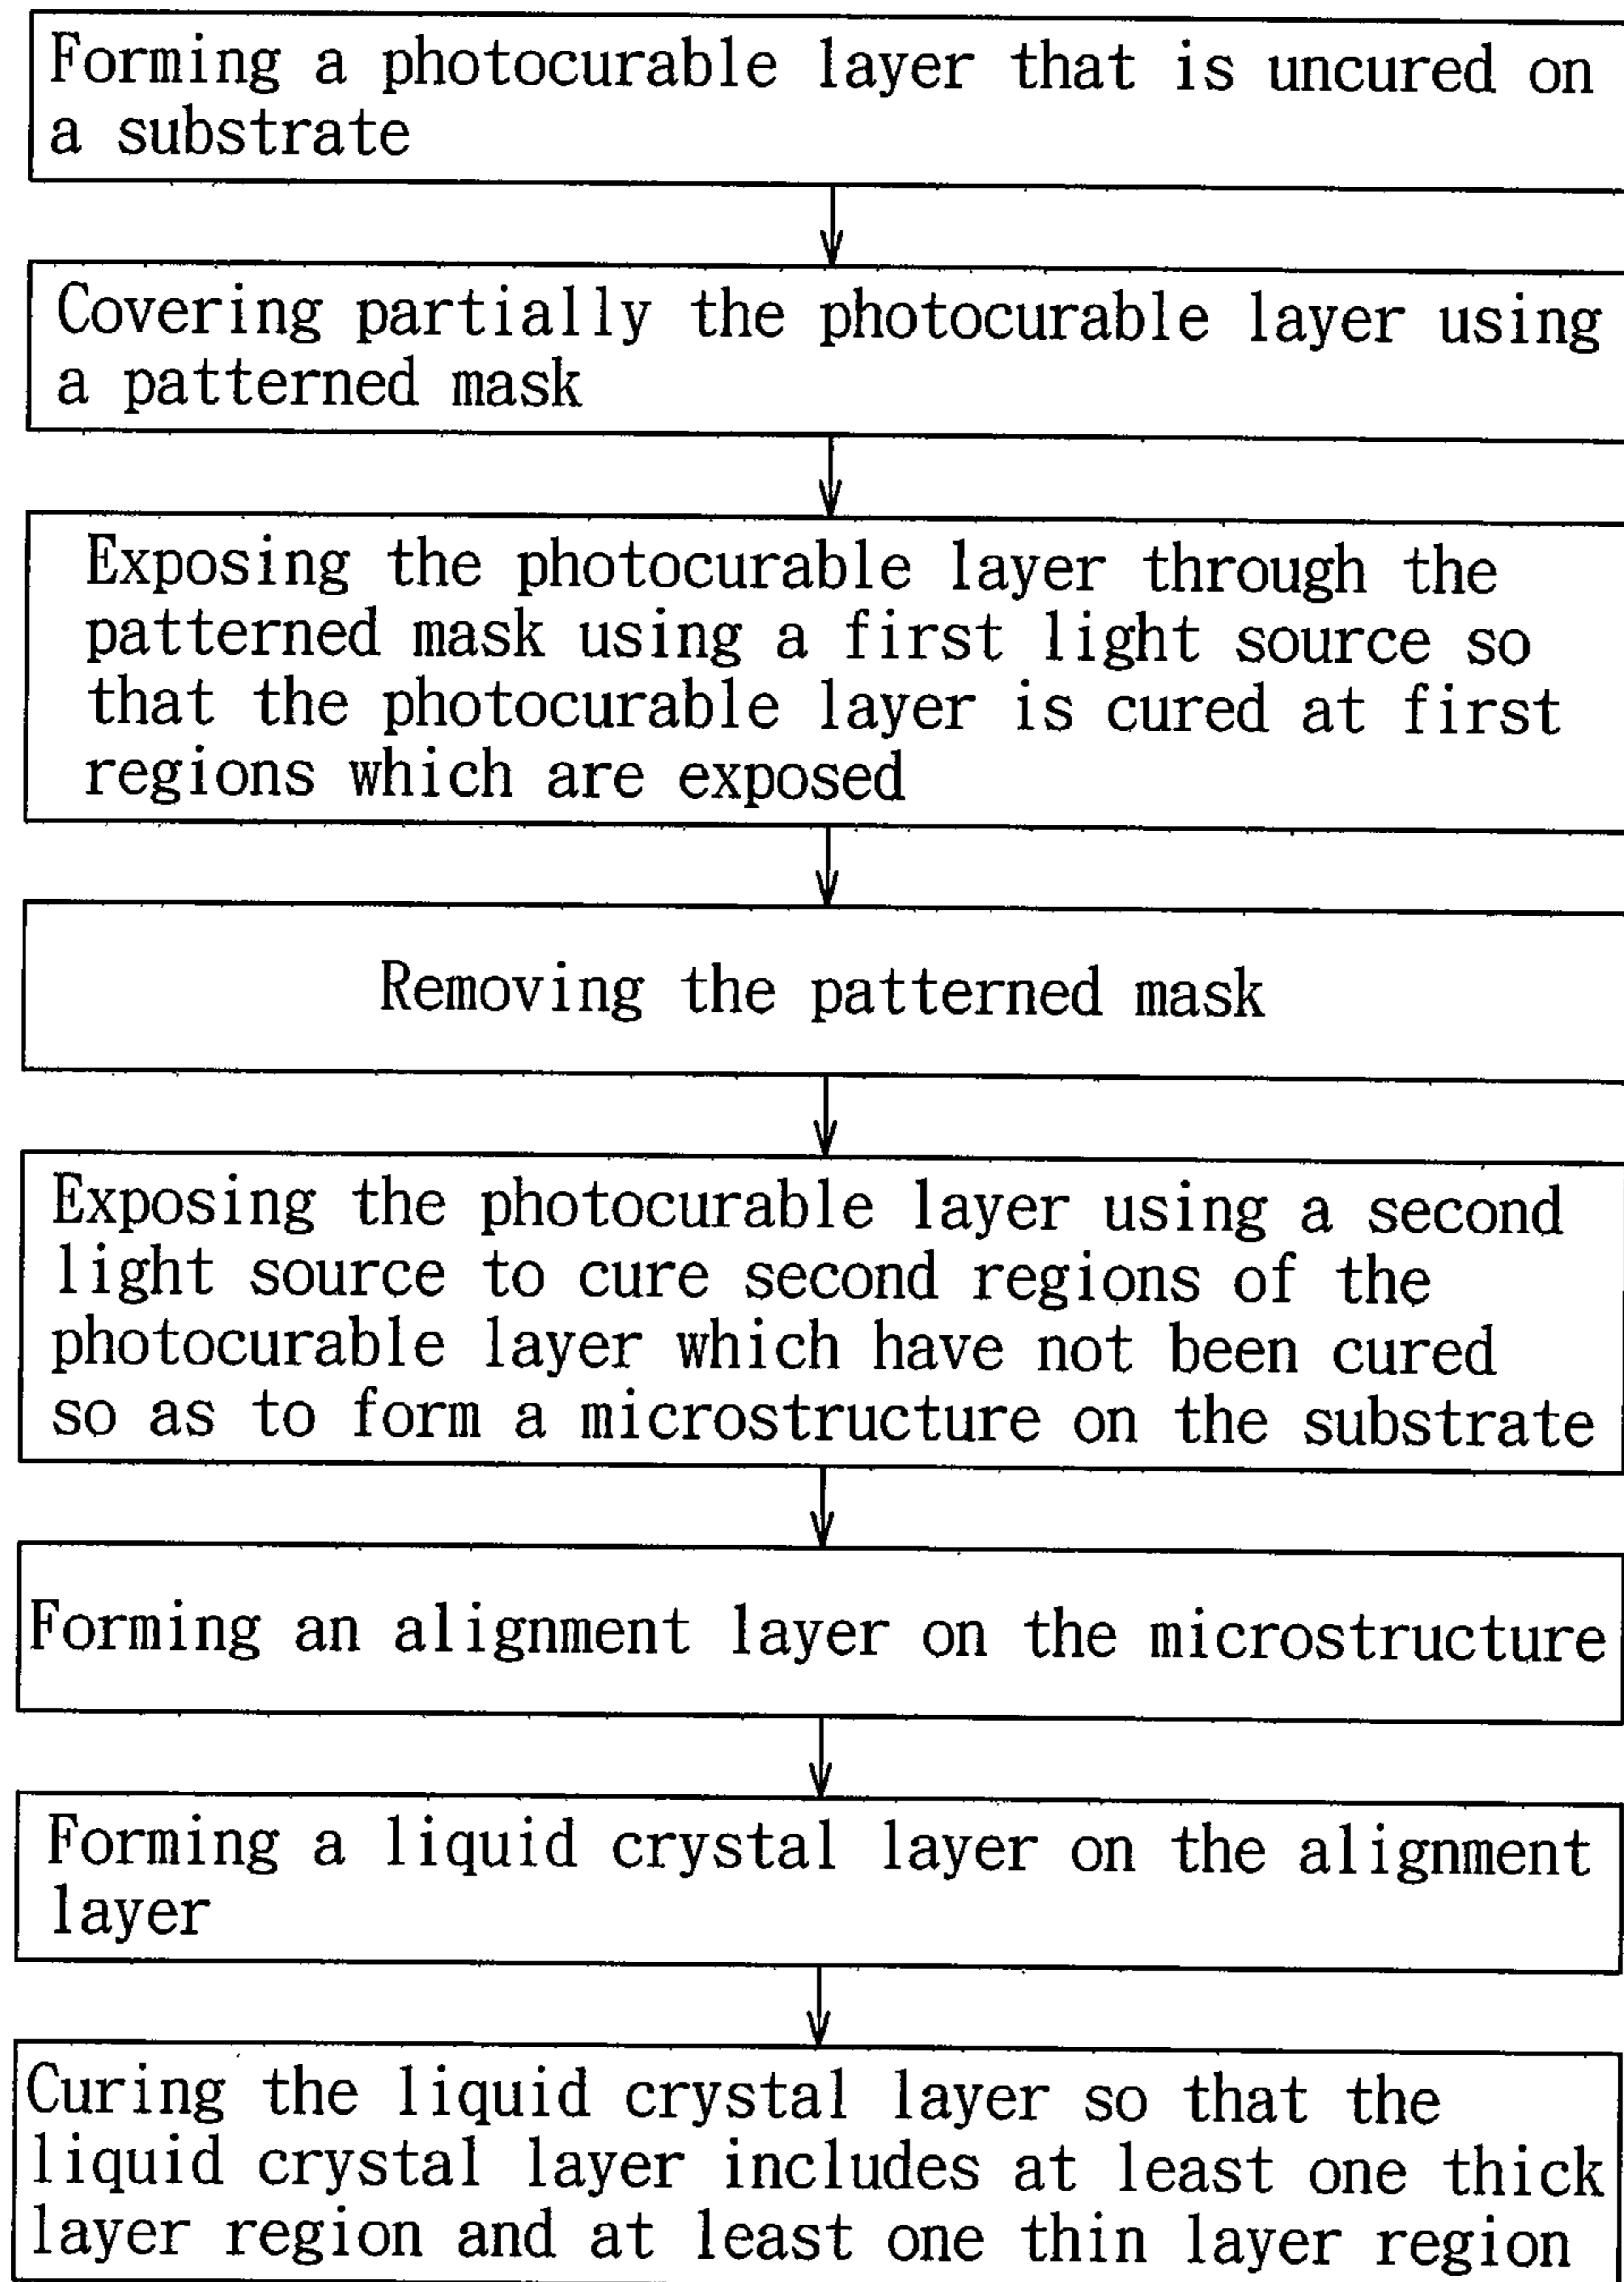 Forming a photocurable layer that is uncured on
a substrate
Covering partially the photocurable layer using
a patterned mask
Exposing the photocurable layer through the
patterned mask using a first light source so
that the photocurable layer is cured at first
regions which are exposed
Removing the patterned mask
Exposing the photocurable layer using a second
light source to cure second regions of the
photocurable layer which have not been cured
so as to form a microstructure on the substrate
Forming an alignment layer on the microstructure
Forming a liquid crystal layer on the alignment
layer
Curing the liquid crystal layer so that the
liquid crystal layer includes at least one thick
layer region and at least one thin layer region